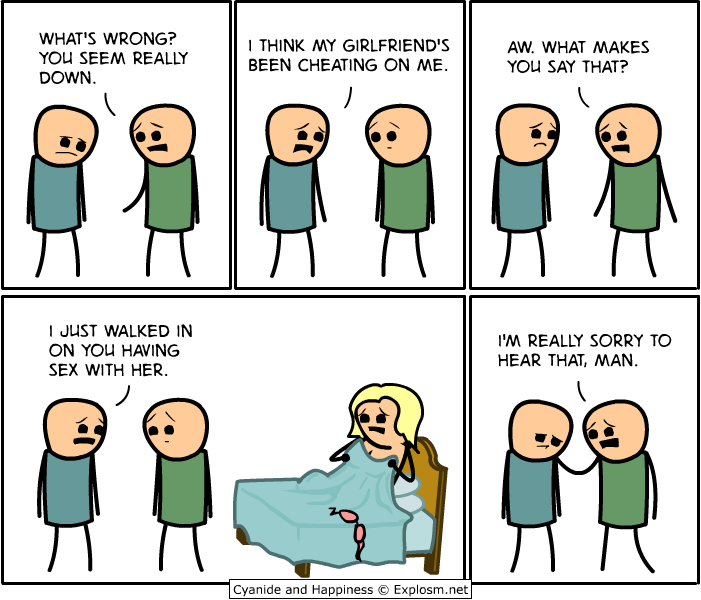 WHAT'S WRONG?
YOU SEEM REALLY
DOWN.
I THINK MY GIRLFRIEND'S
BEEN CHEATING ON ME.
AW. WHAT MAKES
YOU SAY THAT?
I JUST WALKED IN
ON YOU HAVING
SEX WITH HER.
I'M REALLY SORRY TO
HEAR THAT, MAN.
Cyanide and Happiness © Explosm.net